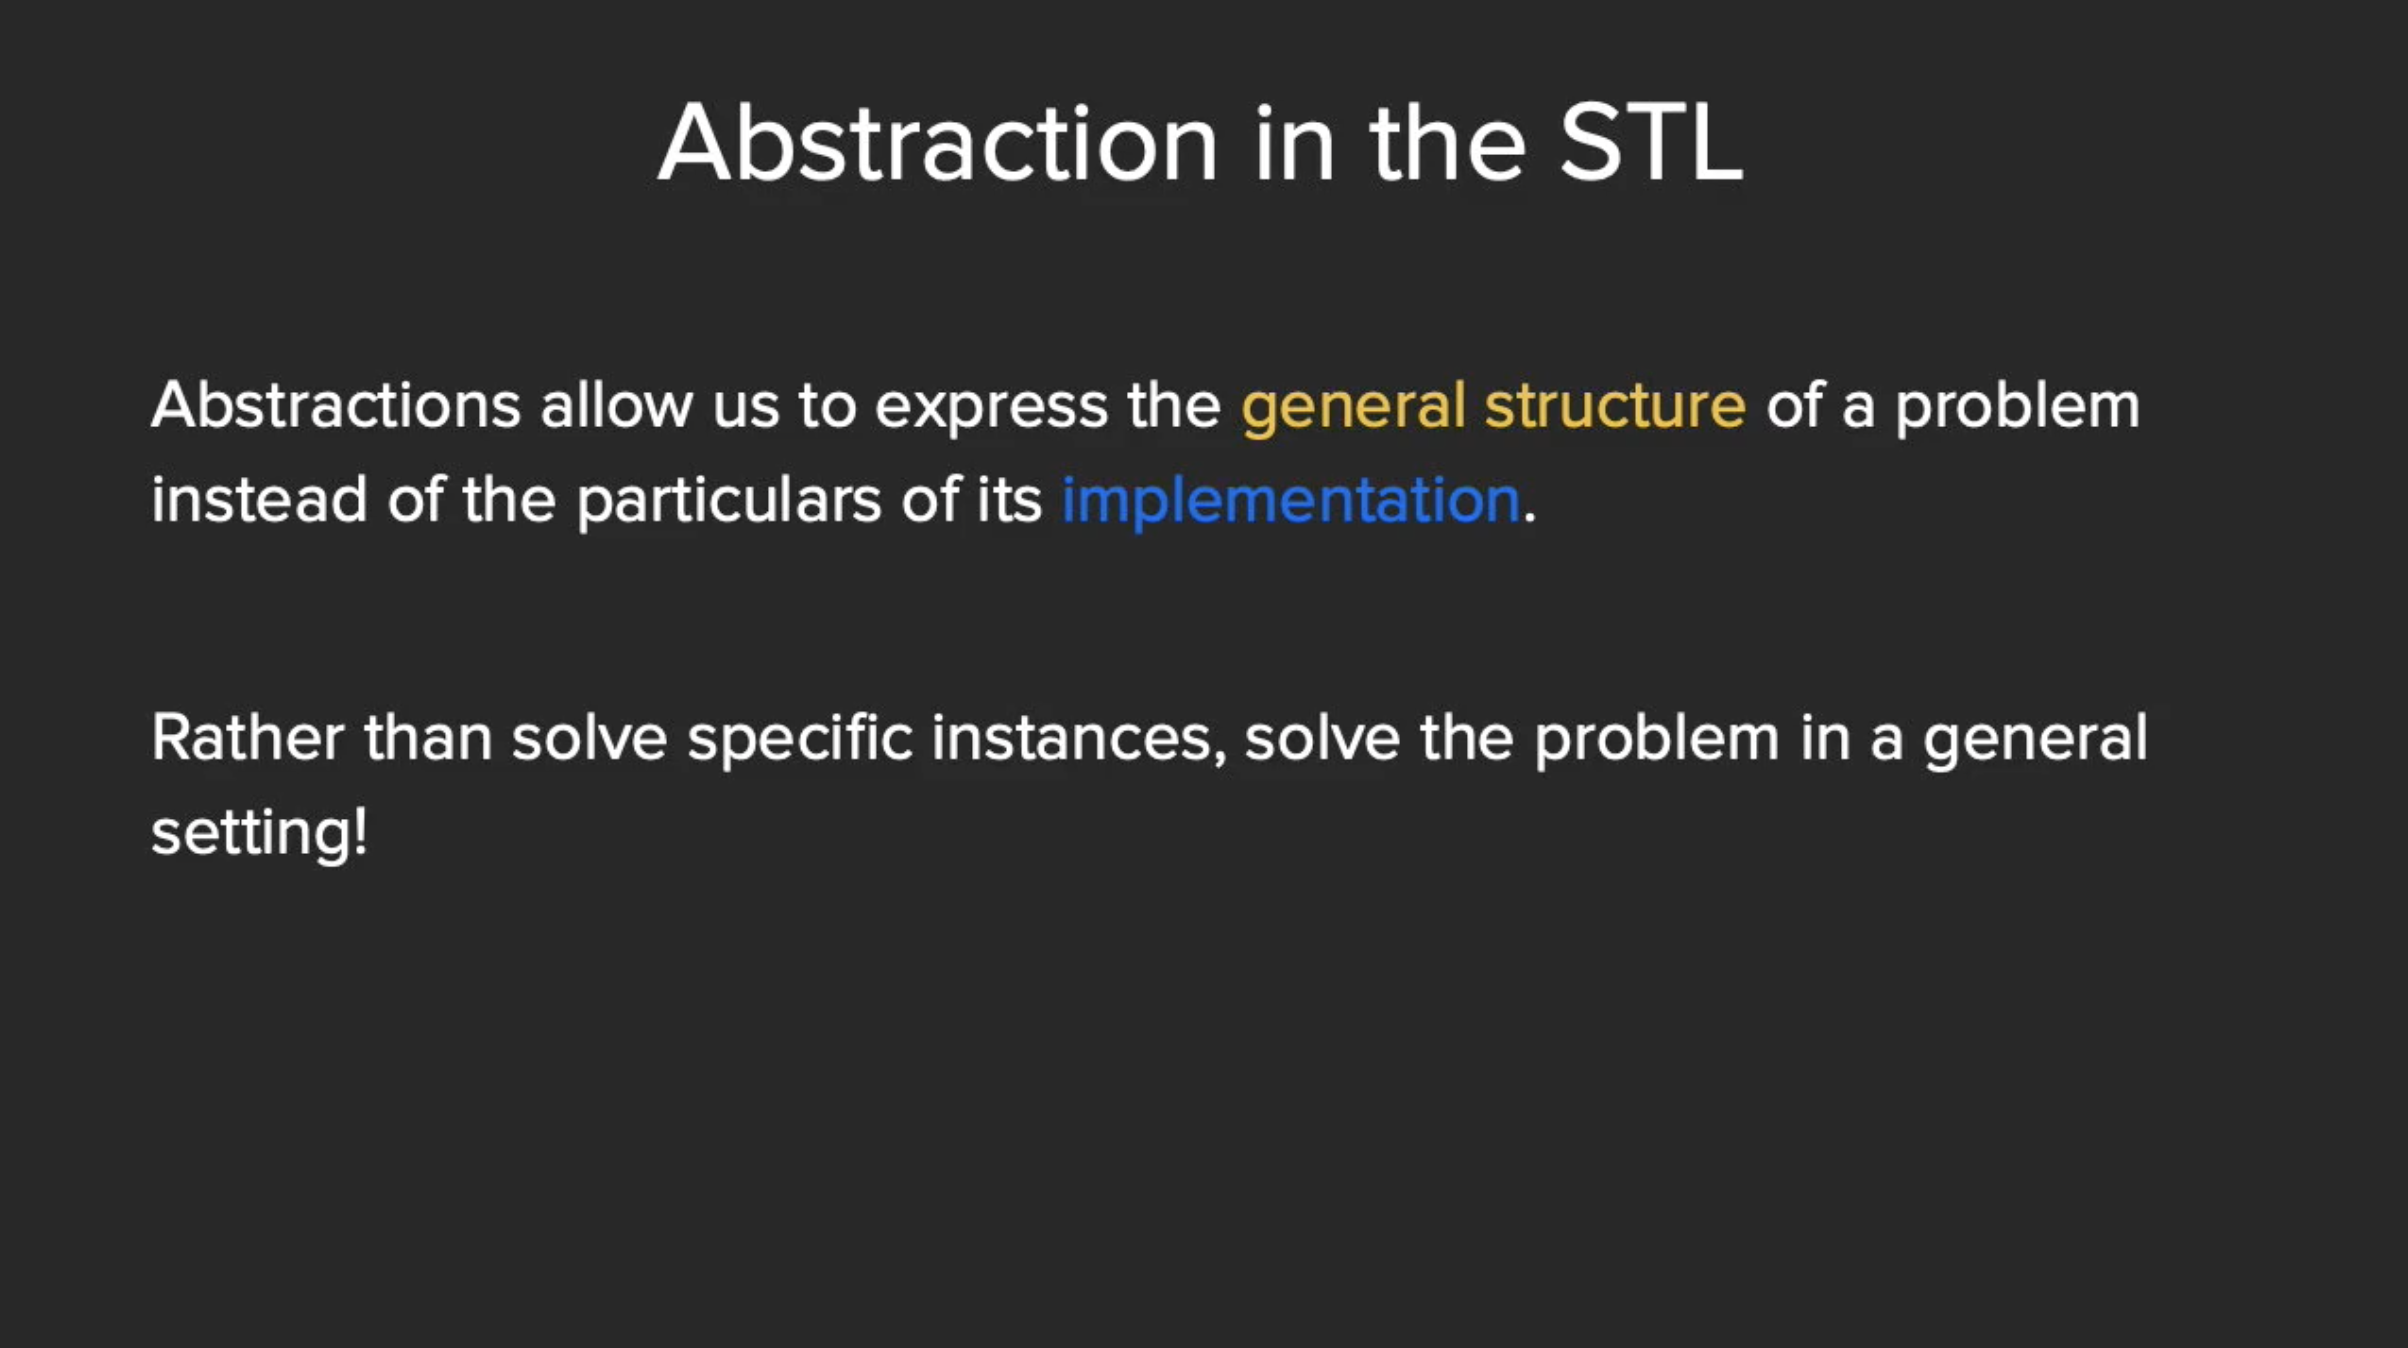 Abstraction in the STL
Abstractions allow us to express the general structure of a problem
instead of the particulars of its implementation.
Rather than solve specific instances, solve the problem in a general
setting!